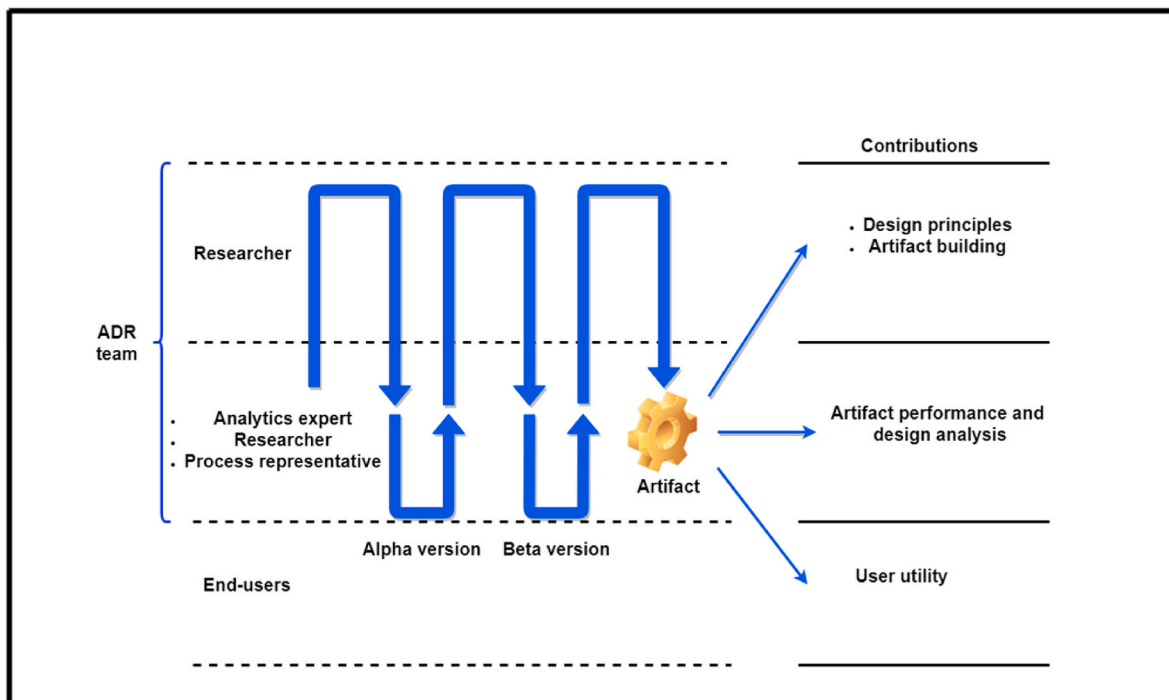 Contributions
Researcher
• Design principles
• Artifact building
ADR
team
• Analytics expert
• Researcher
• Process representative
Artifact
Artifact performance and
design analysis
Alpha version
Beta version
End-users
User utility